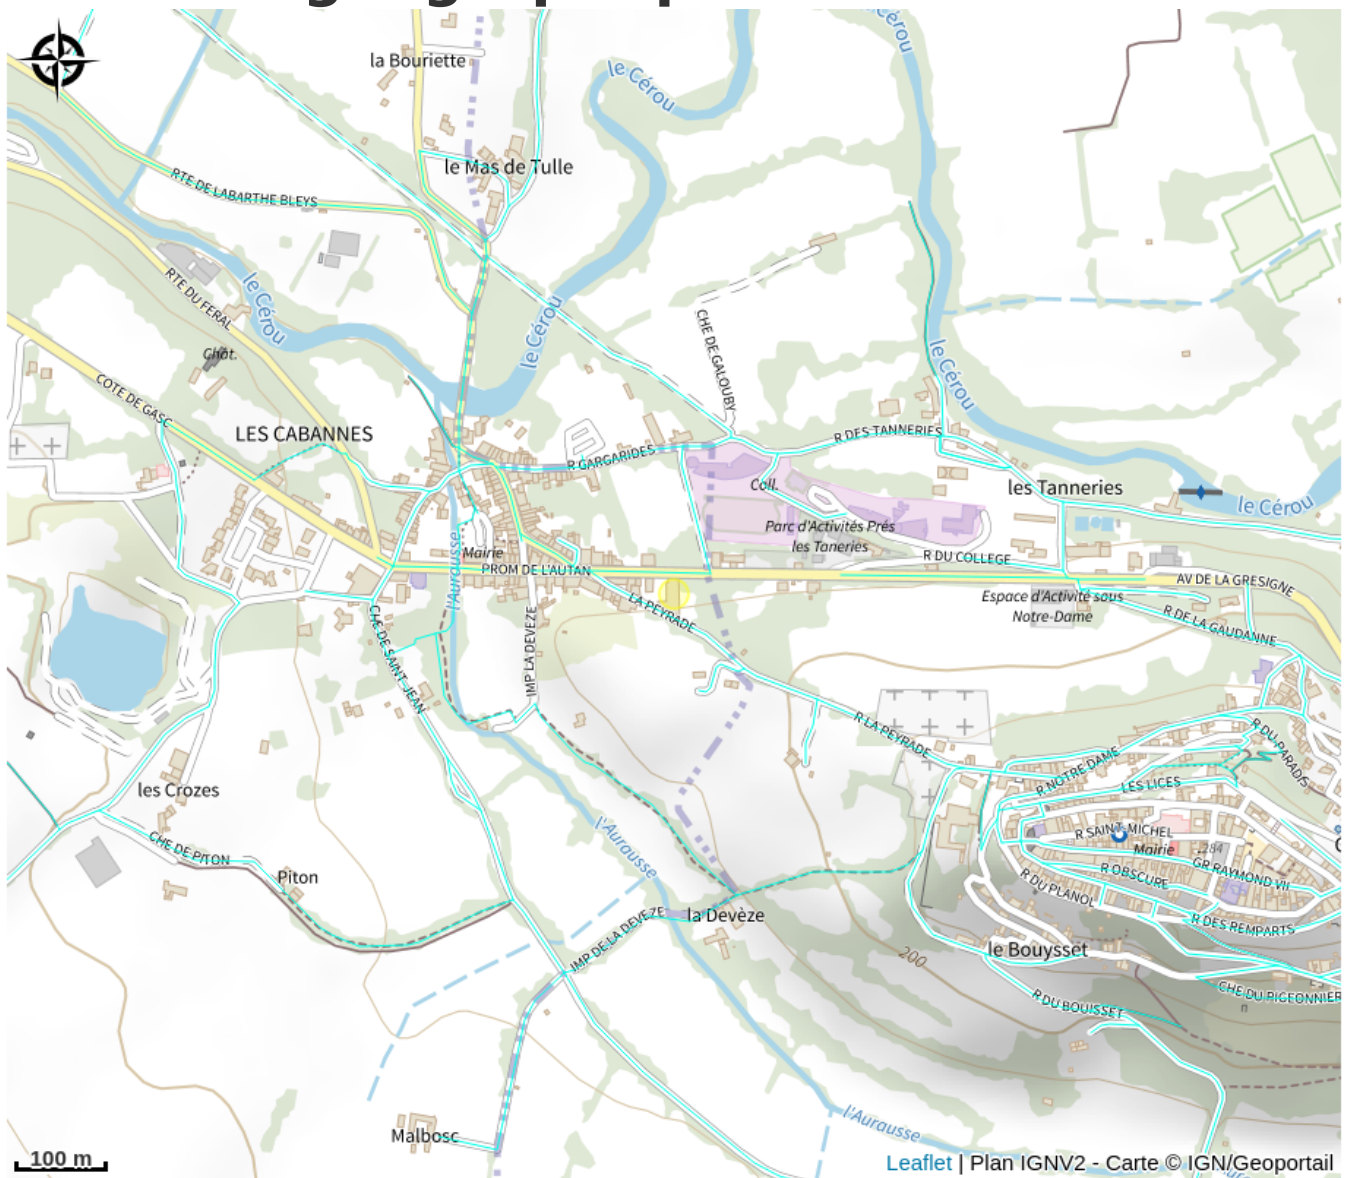 le Cérou
la Bouriette
le Cérou
le Mas de Tulle
RTE DE LABARTHE BLEYS
RTE DU FERAL
le Cérou
le Cérou
CHE DE GALOUBY
le Cérou
Chât.
COTE DE GASC
LES CABANNES
R GARGARIDES
R DES TANNERIES
Coll.
les Tanneries
le Cérou
Parc d'Activités Prés
les Taneries
Mairie
l'Aurausse
PROM DE L'AUTAN
R DU COLLEGE
AV DE LA GRESIGNE
Espace d'Activité sous
Notre-Dame
LA PEYRADE
R DE LA GAUDANNE
CHE DE SAINT-JEAN
IMP LA DEVEZE
R LA PEYRADE
R DU PARADIS
R NOTRE DAME
LES LICES
les Crozes
l'Aurausse
R SAINT-MICHEL
Mairie
284
CHE DE PITON
GR RAYMOND VII
R OBSCURE
Piton
R DU PLANOL
la Devèze
IMP DE LA DEVEZE
R DES REMPARTS
le Bouysset
200
R DU BOUISSET
CHE DU PIGEONNIER
Malbosc
l'Aurausse
100 m
Leaflet | Plan IGNV2 - Carte © IGN/Geoportail